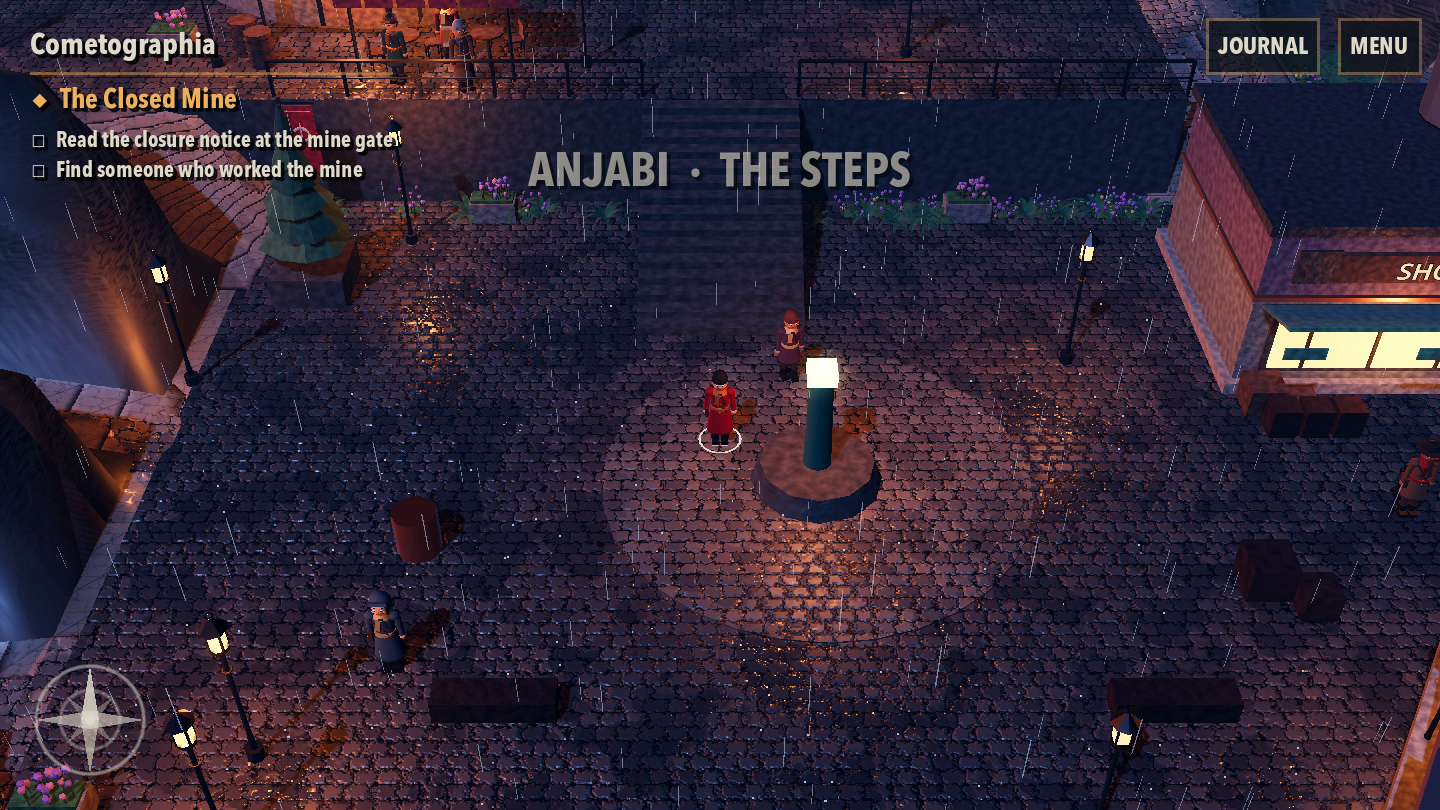 Cometographia
JOURNAL
MENU
The Closed Mine
Read the closure notice at the mine gate
Find someone who worked the mine
ANJABI · THE STEPS